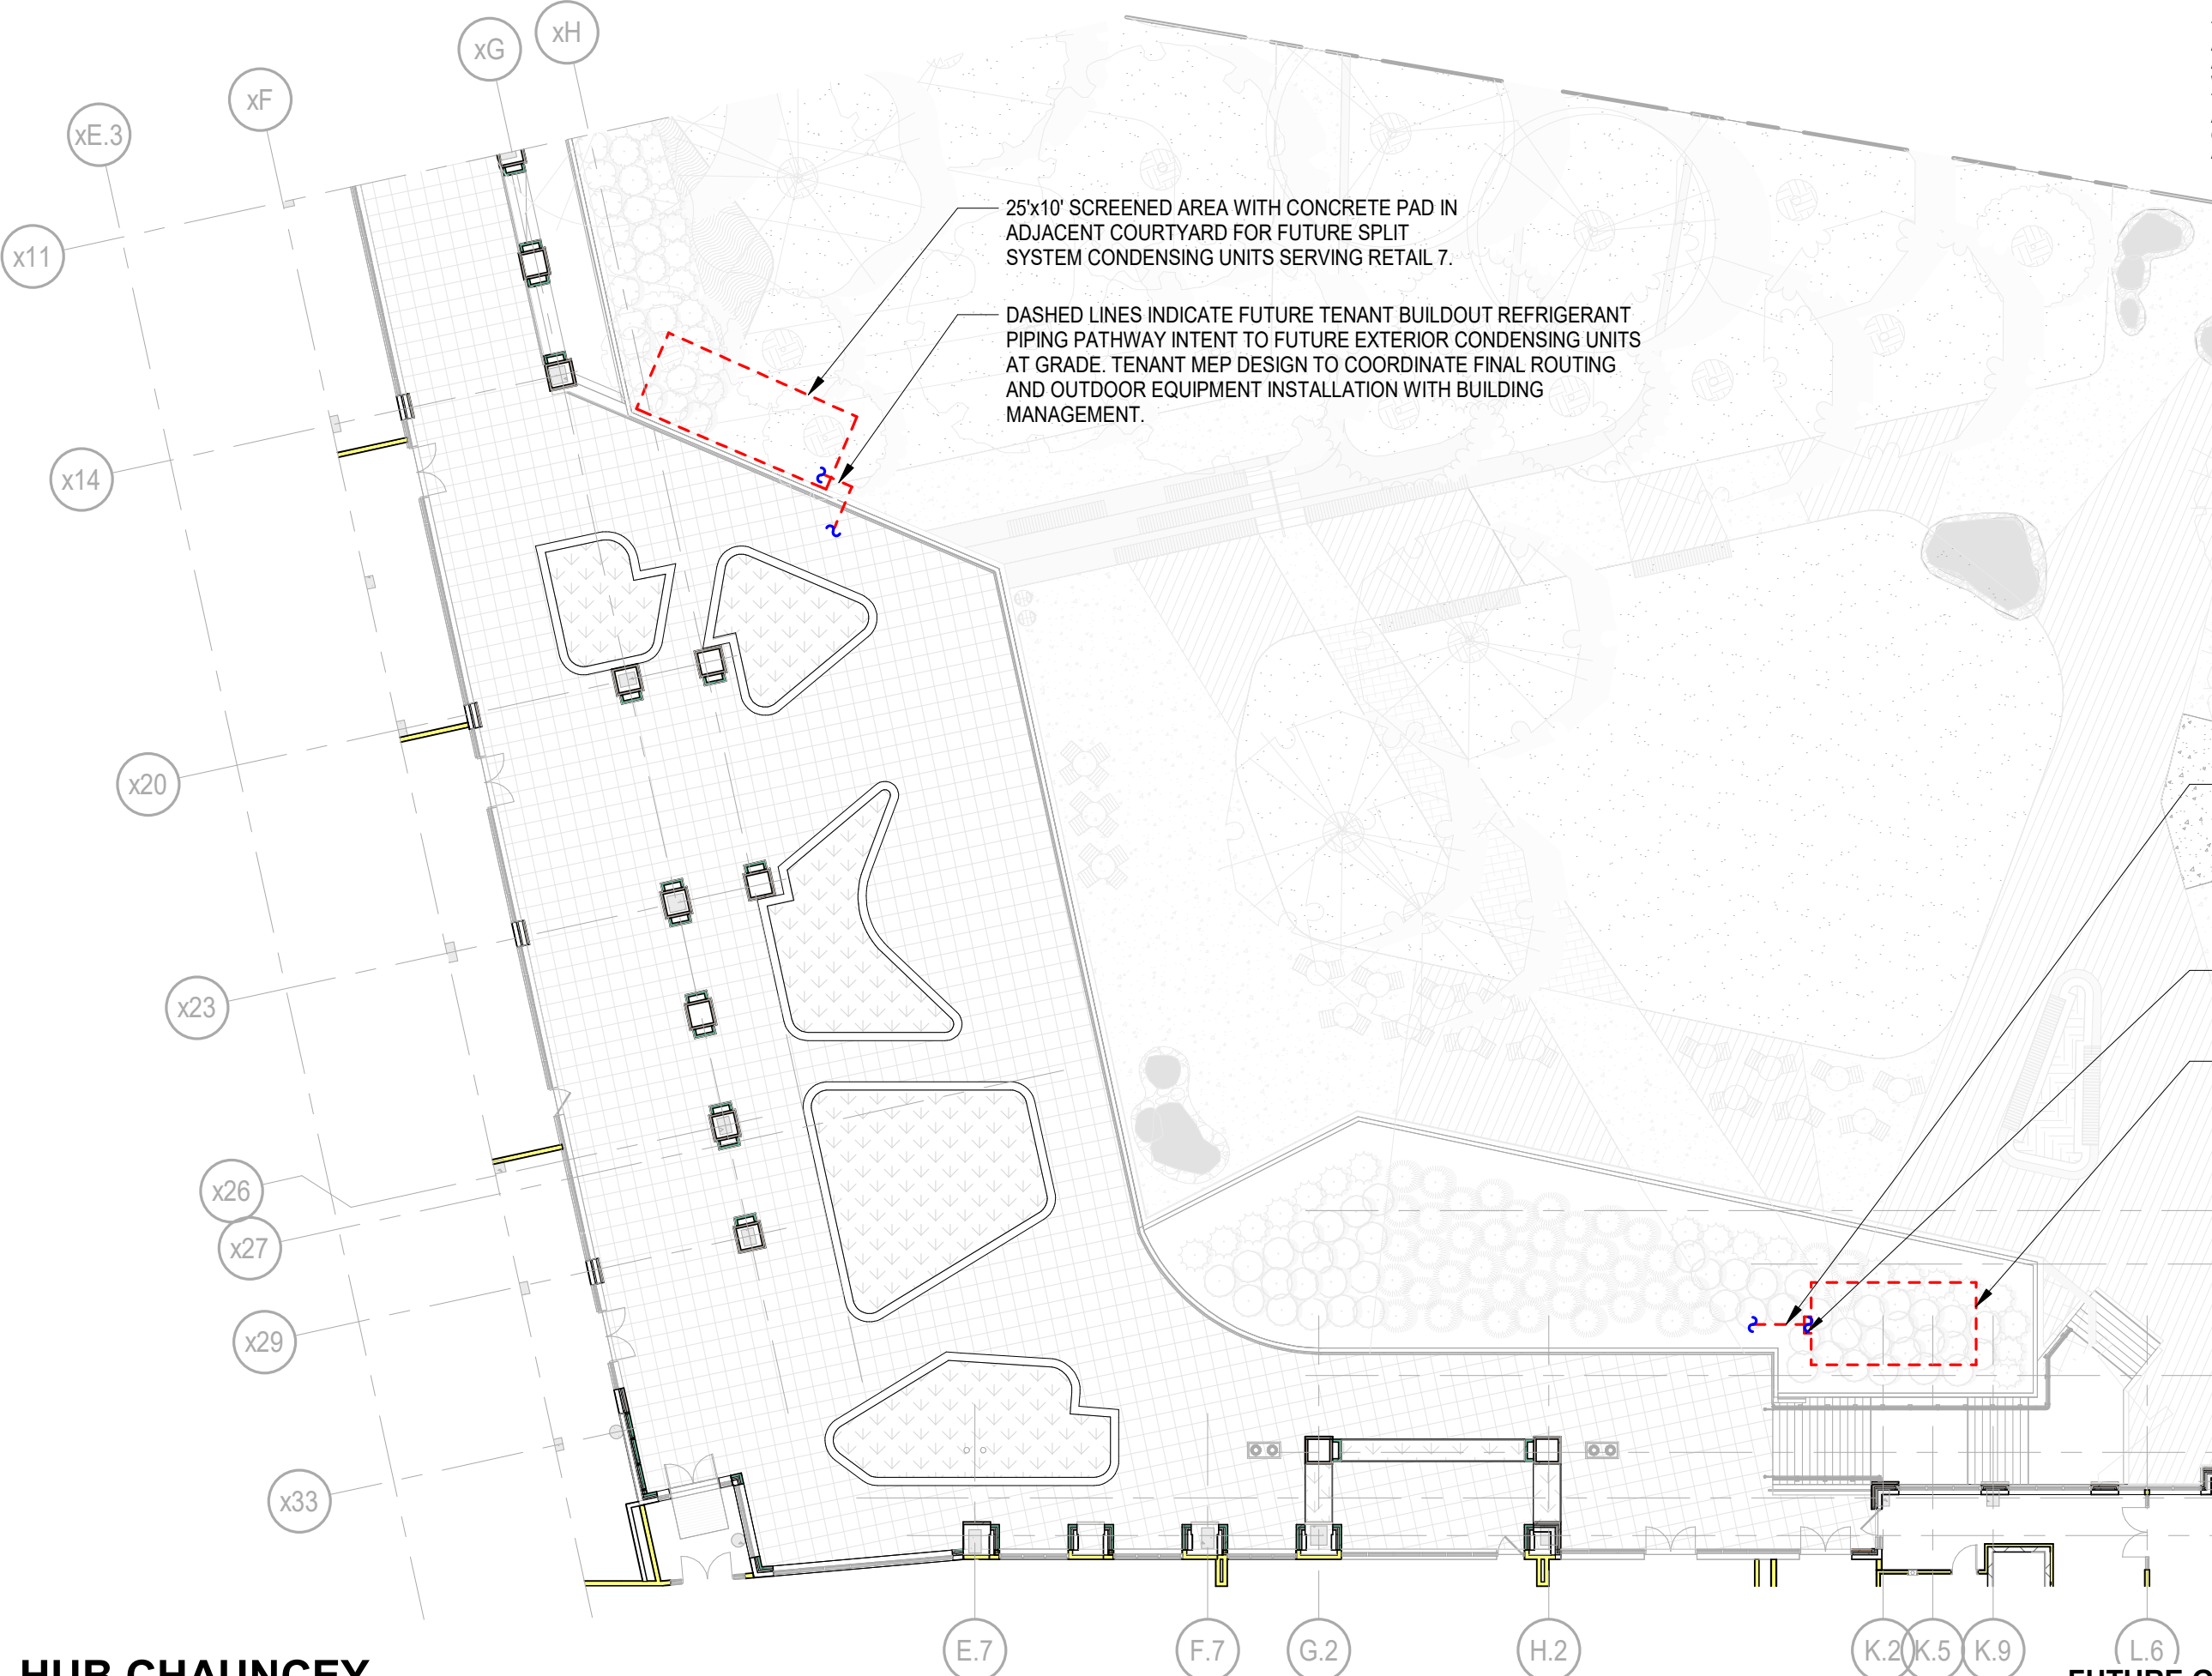 xH
xG
xF
xE.3
x11
25'x10' SCREENED AREA WITH CONCRETE PAD IN
ADJACENT COURTYARD FOR FUTURE SPLIT
SYSTEM CONDENSING UNITS SERVING RETAIL 7.
DASHED LINES INDICATE FUTURE TENANT BUILDOUT REFRIGERANT
PIPING PATHWAY INTENT TO FUTURE EXTERIOR CONDENSING UNITS
AT GRADE. TENANT MEP DESIGN TO COORDINATE FINAL ROUTING
AND OUTDOOR EQUIPMENT INSTALLATION WITH BUILDING
MANAGEMENT.
x14
x20
x23
x26
x27
x29
x33
E.7
F.7
G.2
H.2
K.2
K.5
K.9
L.6
HUB CHAUNCEY
FUTURE